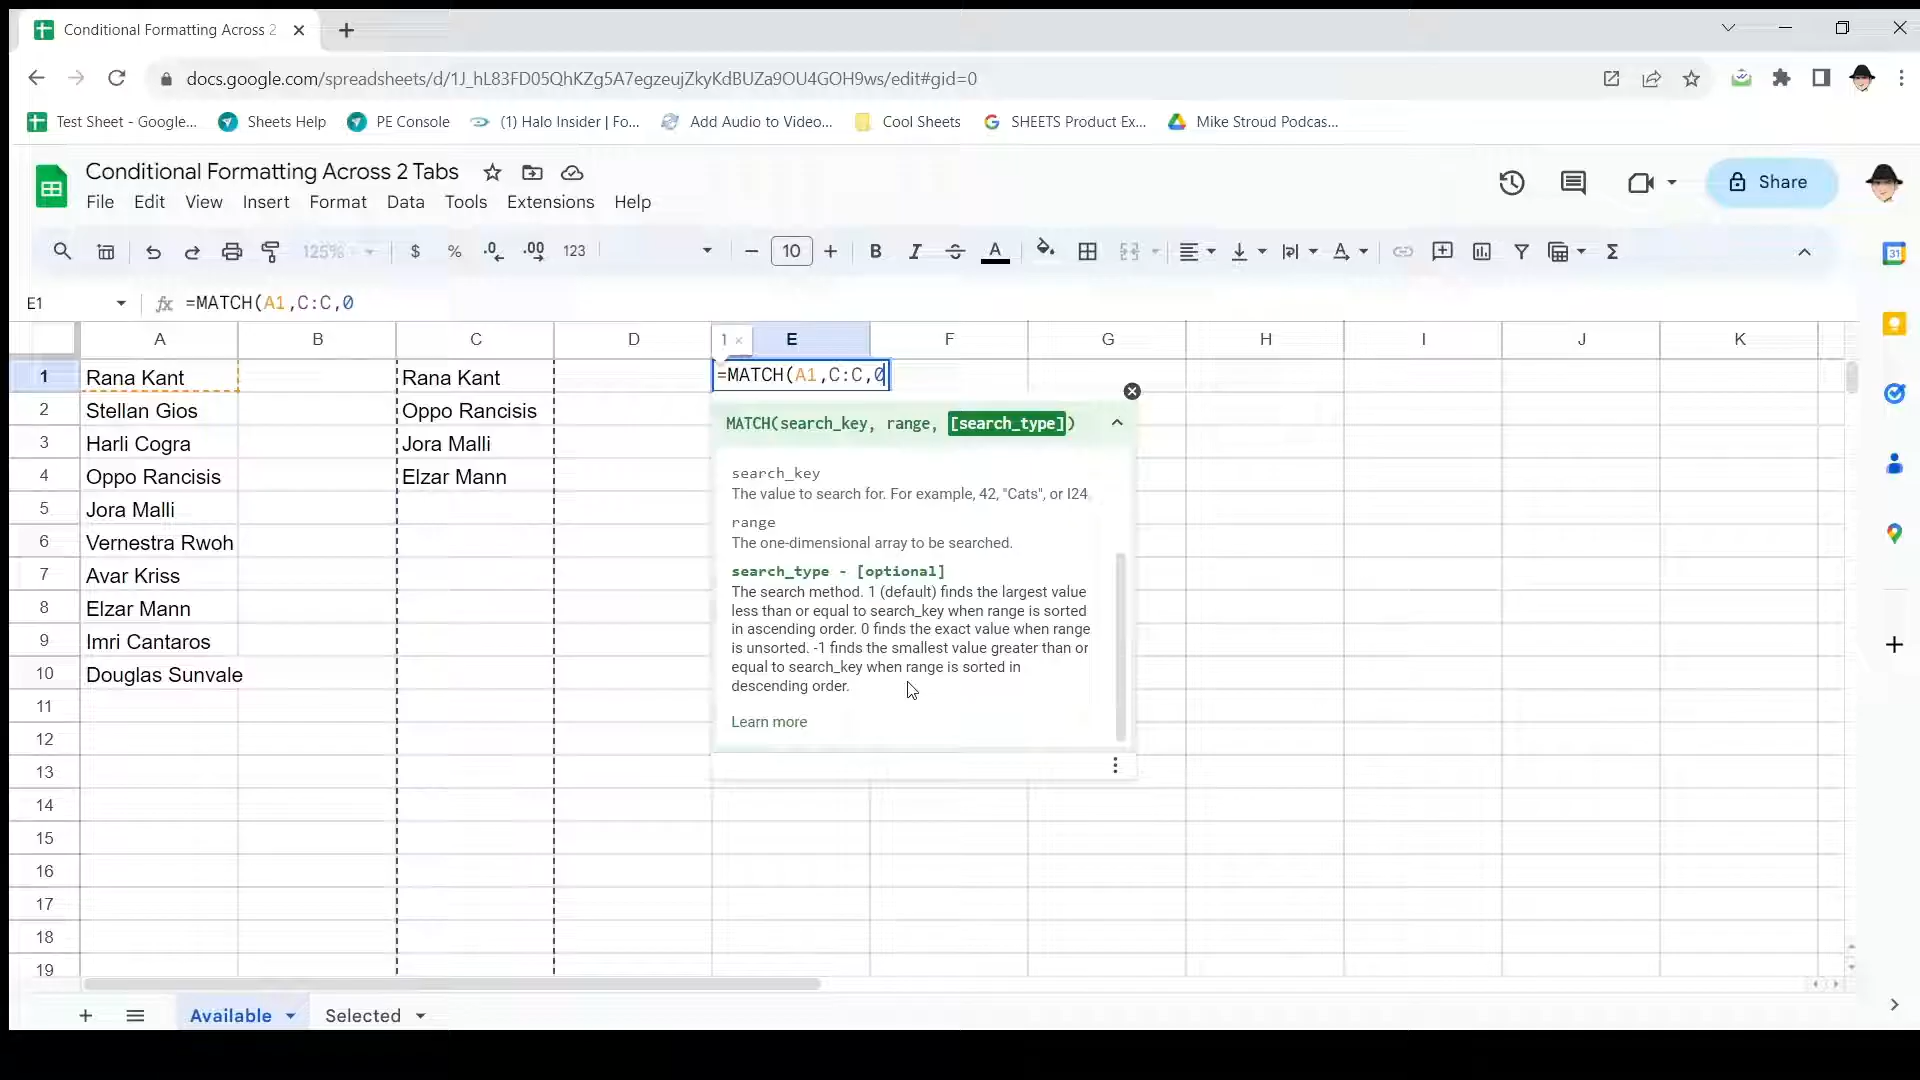 Conditional Formatting Across 2
docs.google.com/spreadsheets/d/1J_hL83FD05QhKZg5A7egzeujZkyKdBUZa9OU4GOH9ws/edit#gid=0
Test Sheet - Google... Sheets Help PE Console (1) Halo Insider | Fo... Add Audio to Video... Cool Sheets SHEETS Product Ex... Mike Stroud Podcas...
Conditional Formatting Across 2 Tabs
Share
File Edit View Insert Format Data Tools Extensions Help
125% $ % .0 .00 123 10 B I S A A Σ
31
E1 fx =MATCH(A1,C:C,0
A B C D 1 × E F G H I J K
1 Rana Kant Rana Kant =MATCH(A1,C:C,0
2 Stellan Gios Oppo Rancisis
MATCH(search_key, range, [search_type])
3 Harli Cogra Jora Malli
4 Oppo Rancisis Elzar Mann
search_key
The value to search for. For example, 42, "Cats", or I24
5 Jora Malli
range
6 Vernestra Rwoh
The one-dimensional array to be searched.
7 Avar Kriss
search_type - [optional]
The search method. 1 (default) finds the largest value
8 Elzar Mann
less than or equal to search_key when range is sorted
in ascending order. 0 finds the exact value when range
9 Imri Cantaros
is unsorted. -1 finds the smallest value greater than or
equal to search_key when range is sorted in
10 Douglas Sunvale
descending order.
11
Learn more
12
13
14
15
16
17
18
19
Available Selected